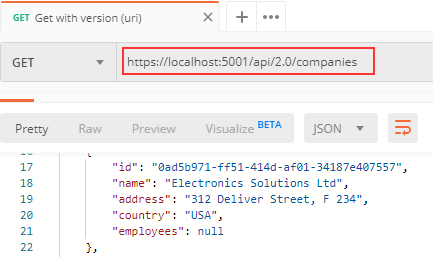 GET Get with version (uri)
GET https://localhost:5001/api/2.0/companies
Pretty Raw Preview Visualize BETA JSON
16 {
17 "id": "0ad5b971-ff51-414d-af01-34187e407557",
18 "name": "Electronics Solutions Ltd",
19 "address": "312 Deliver Street, F 234",
20 "country": "USA",
21 "employees": null
22 },